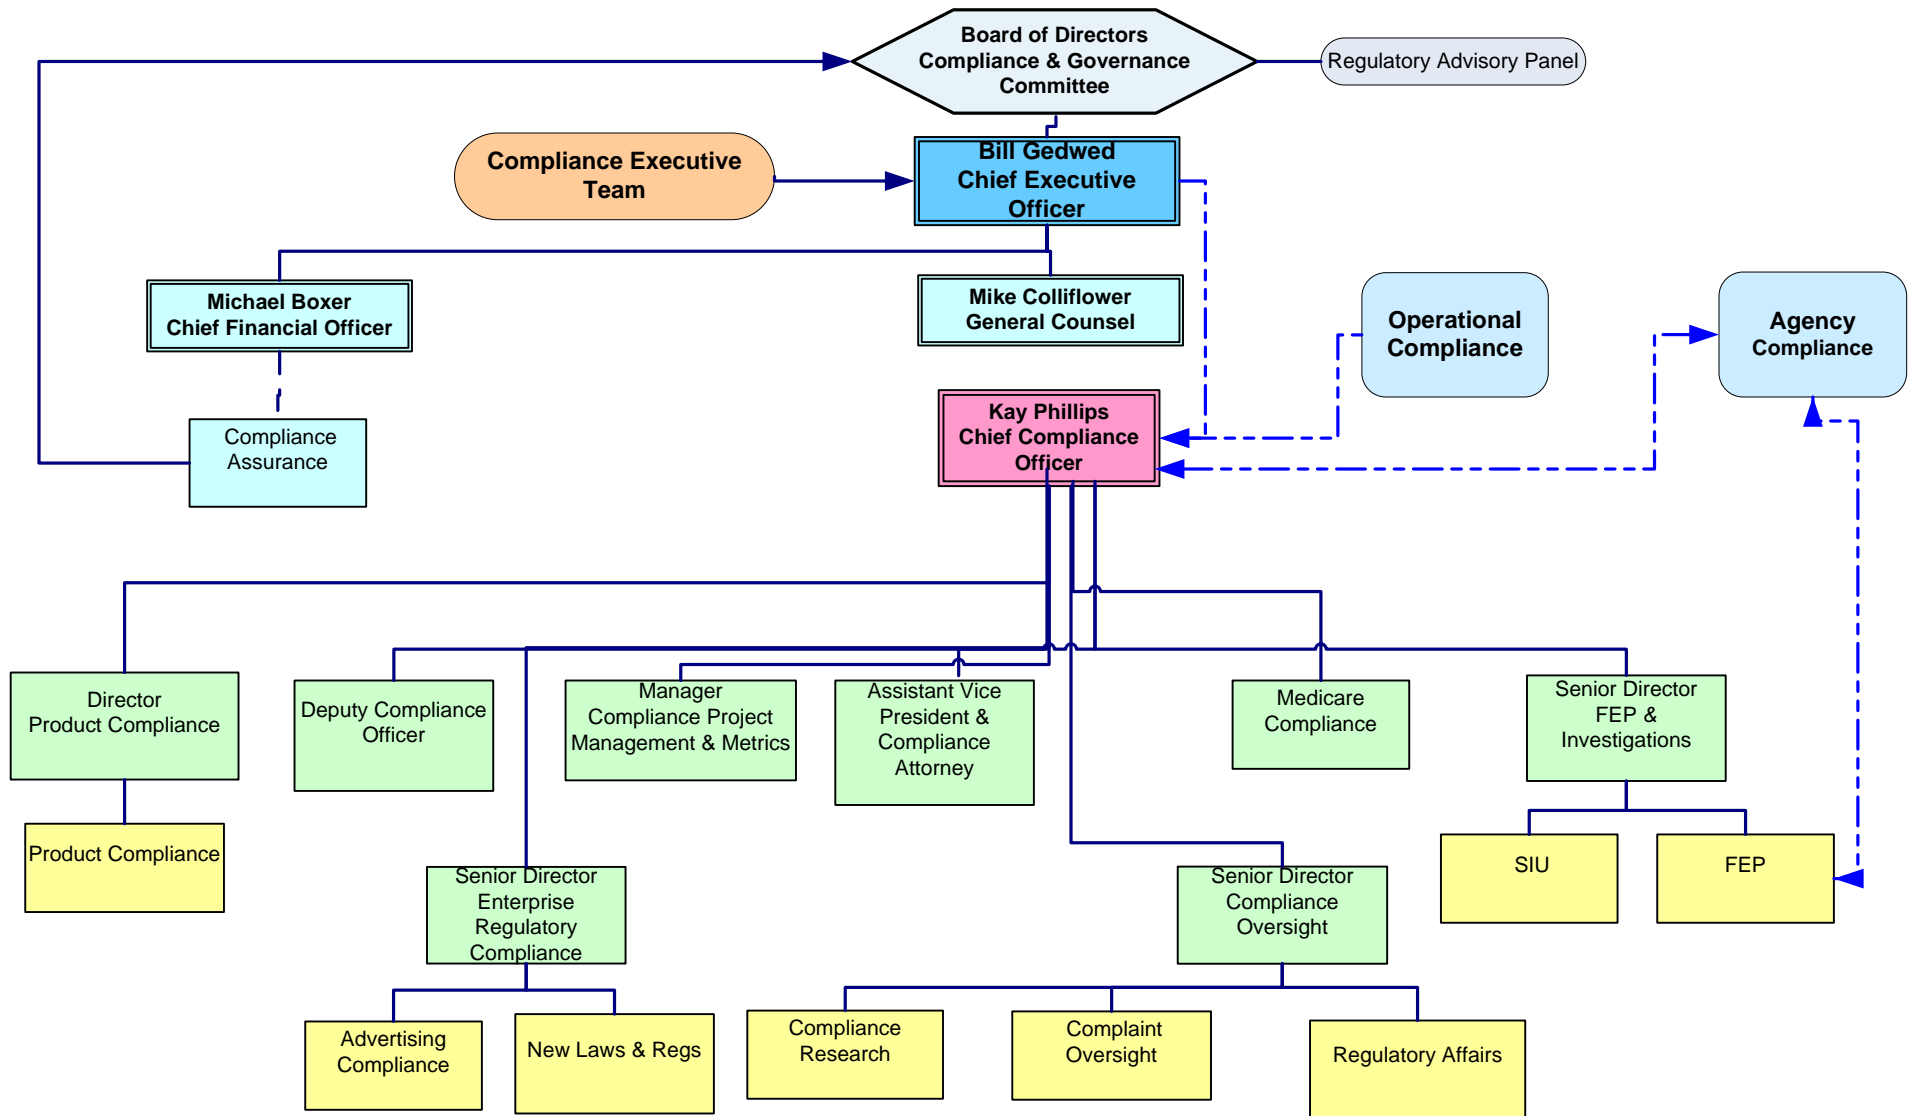 Board of Directors
Compliance & Governance
Committee
Regulatory Advisory Panel
Compliance Executive
Team
Bill Gedwed
Chief Executive
Officer
Michael Boxer
Chief Financial Officer
Mike Colliflower
General Counsel
Operational
Compliance
Agency
Compliance
Kay Phillips
Chief Compliance
Officer
Compliance
Assurance
Director
Product Compliance
Deputy Compliance
Officer
Manager
Compliance Project
Management & Metrics
Assistant Vice
President &
Compliance
Attorney
Medicare
Compliance
Senior Director
FEP &
Investigations
Product Compliance
Senior Director
Enterprise
Regulatory
Compliance
Senior Director
Compliance
Oversight
SIU
FEP
Advertising
Compliance
New Laws & Regs
Compliance
Research
Complaint
Oversight
Regulatory Affairs